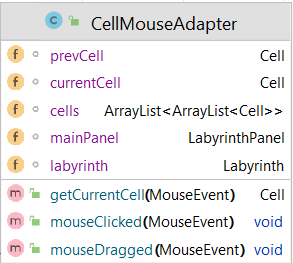 CellMouseAdapter
prevCell Cell
currentCell Cell
cells ArrayList<ArrayList<Cell>>
mainPanel LabyrinthPanel
labyrinth Labyrinth
getCurrentCell(MouseEvent) Cell
mouseClicked(MouseEvent) void
mouseDragged(MouseEvent) void